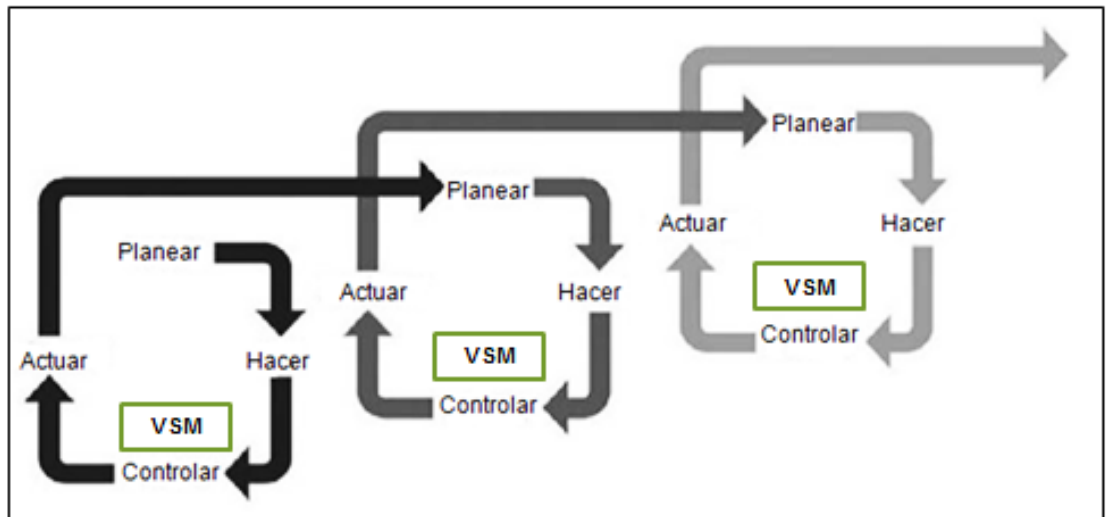 Planear
Planear
Actuar
Hacer
VSM
Controlar
Planear
Actuar
Hacer
VSM
Controlar
Actuar
Hacer
VSM
Controlar